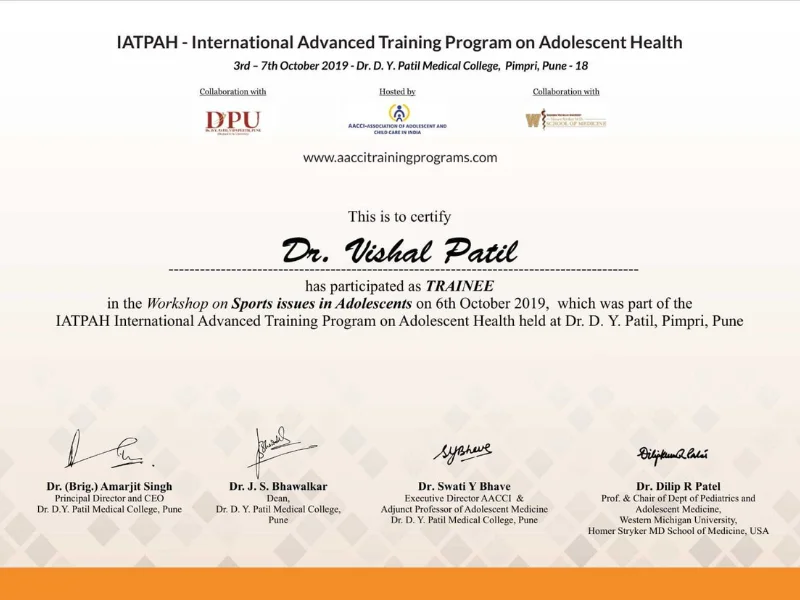 IATPAH - International Advanced Training Program on Adolescent Health
3rd – 7th October 2019 - Dr. D. Y. Patil Medical College, Pimpri, Pune - 18
Collaboration with
Hosted by
Collaboration with
DPU
AACCI-ASSOCIATION OF ADOLESCENT AND
CHILD CARE IN INDIA
W
SCHOOL OF MEDICINE
www.aaccitrainingprograms.com
This is to certify
Dr. Vishal Patil
has participated as TRAINEE
in the Workshop on Sports issues in Adolescents on 6th October 2019, which was part of the
IATPAH International Advanced Training Program on Adolescent Health held at Dr. D. Y. Patil, Pimpri, Pune
SYBhave
Dr. (Brig.) Amarjit Singh
Principal Director and CEO
Dr. D.Y. Patil Medical College, Pune
Dr. J. S. Bhawalkar
Dean,
Dr. D. Y. Patil Medical College,
Pune
Dr. Swati Y Bhave
Executive Director AACCI &
Adjunct Professor of Adolescent Medicine
Dr. D. Y. Patil Medical College, Pune
Dr. Dilip R Patel
Prof. & Chair of Dept of Pediatrics and
Adolescent Medicine,
Western Michigan University,
Homer Stryker MD School of Medicine, USA